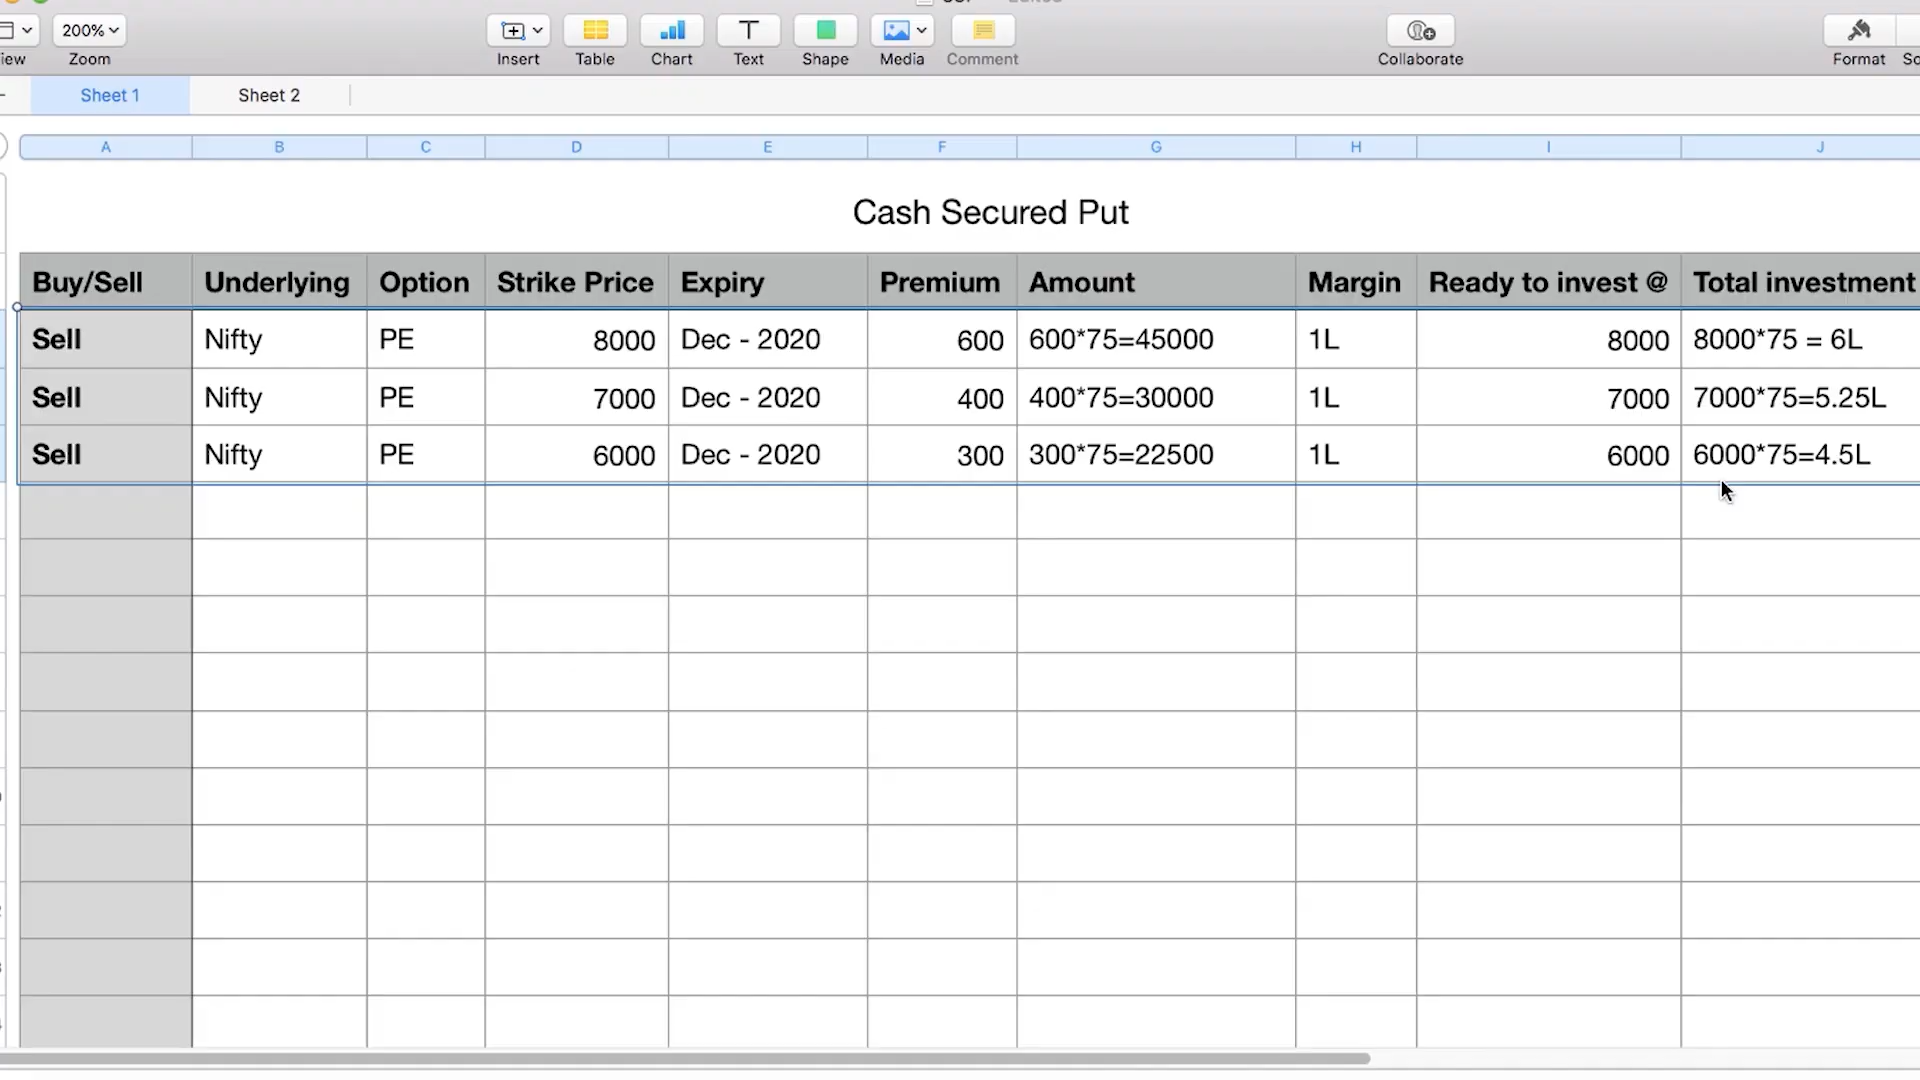 200%
Zoom
Insert
Table
Chart
Text
Shape
Media
Comment
Collaborate
Format
Sheet 1
Sheet 2
A B C D E F G H I J
Cash Secured Put
Buy/Sell Underlying Option Strike Price Expiry Premium Amount Margin Ready to invest @ Total investment
Sell Nifty PE 8000 Dec - 2020 600 600*75=45000 1L 8000 8000*75 = 6L
Sell Nifty PE 7000 Dec - 2020 400 400*75=30000 1L 7000 7000*75=5.25L
Sell Nifty PE 6000 Dec - 2020 300 300*75=22500 1L 6000 6000*75=4.5L